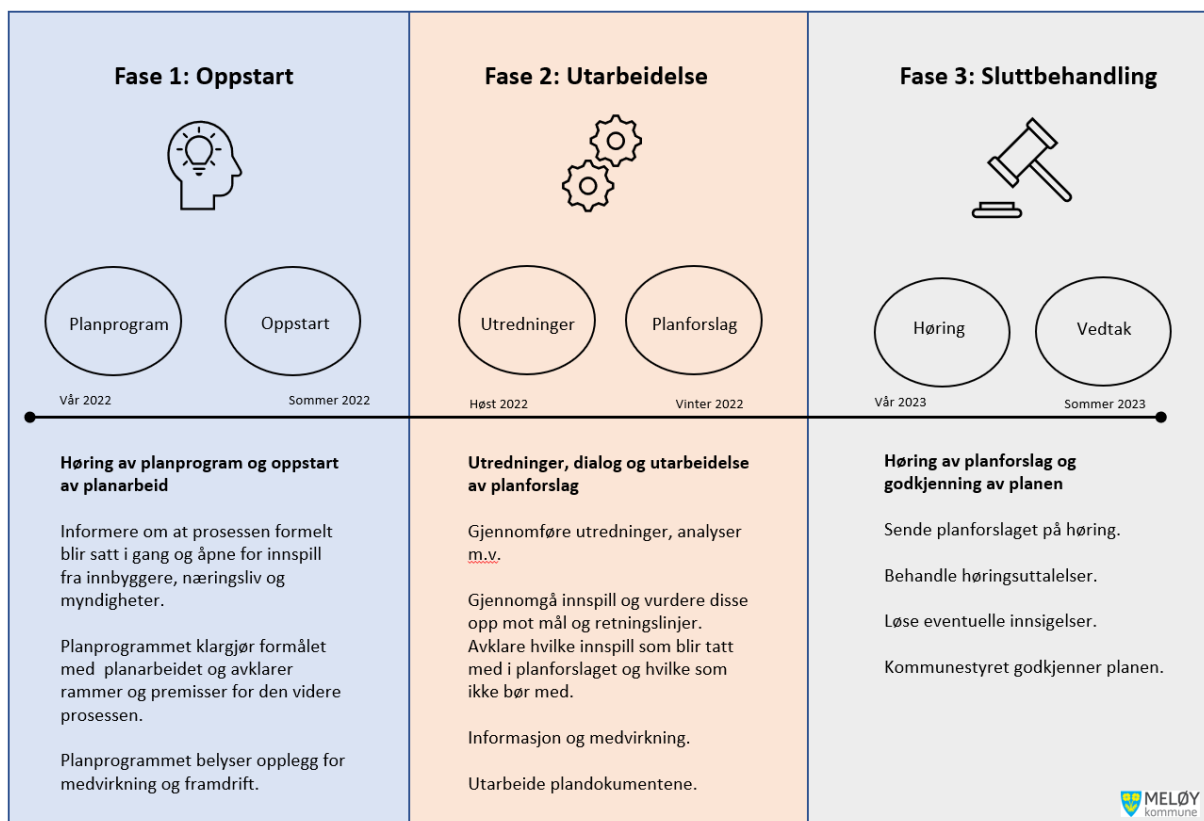 Fase 1: Oppstart
Planprogram
Oppstart
Vår 2022
Sommer 2022
Høring av planprogram og oppstart
av planarbeid
Informere om at prosessen formelt
blir satt i gang og åpne for innspill
fra innbyggere, næringsliv og
myndigheter.
Planprogrammet klargjør formålet
med  planarbeidet og avklarer
rammer og premisser for den videre
prosessen.
Planprogrammet belyser opplegg for
medvirkning og framdrift.
Fase 2: Utarbeidelse
Utredninger
Planforslag
Høst 2022
Vinter 2022
Utredninger, dialog og utarbeidelse
av planforslag
Gjennomføre utredninger, analyser
m.v.
Gjennomgå innspill og vurdere disse
opp mot mål og retningslinjer.
Avklare hvilke innspill som blir tatt
med i planforslaget og hvilke som
ikke bør med.
Informasjon og medvirkning.
Utarbeide plandokumentene.
Fase 3: Sluttbehandling
Høring
Vedtak
Vår 2023
Sommer 2023
Høring av planforslag og
godkjenning av planen
Sende planforslaget på høring.
Behandle høringsuttalelser.
Løse eventuelle innsigelser.
Kommunestyret godkjenner planen.
MELØY
kommune